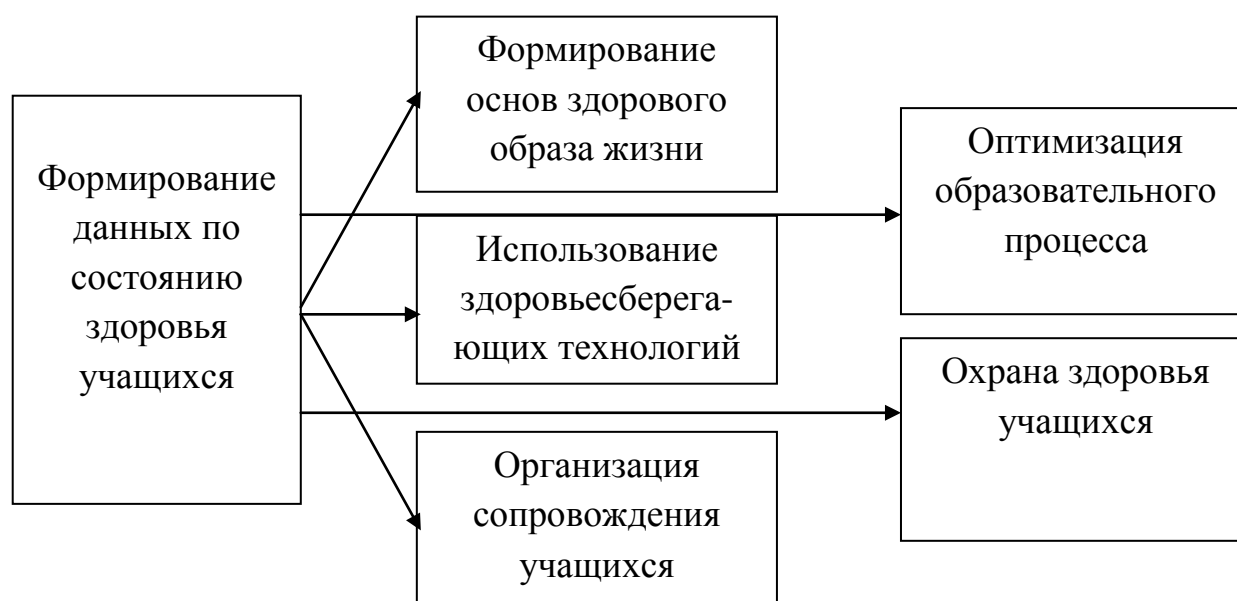 Формирование
данных по
состоянию
здоровья
учащихся
Формирование
основ здорового
образа жизни
Использование
здоровьесберега-
ющих технологий
Организация
сопровождения
учащихся
Оптимизация
образовательного
процесса
Охрана здоровья
учащихся